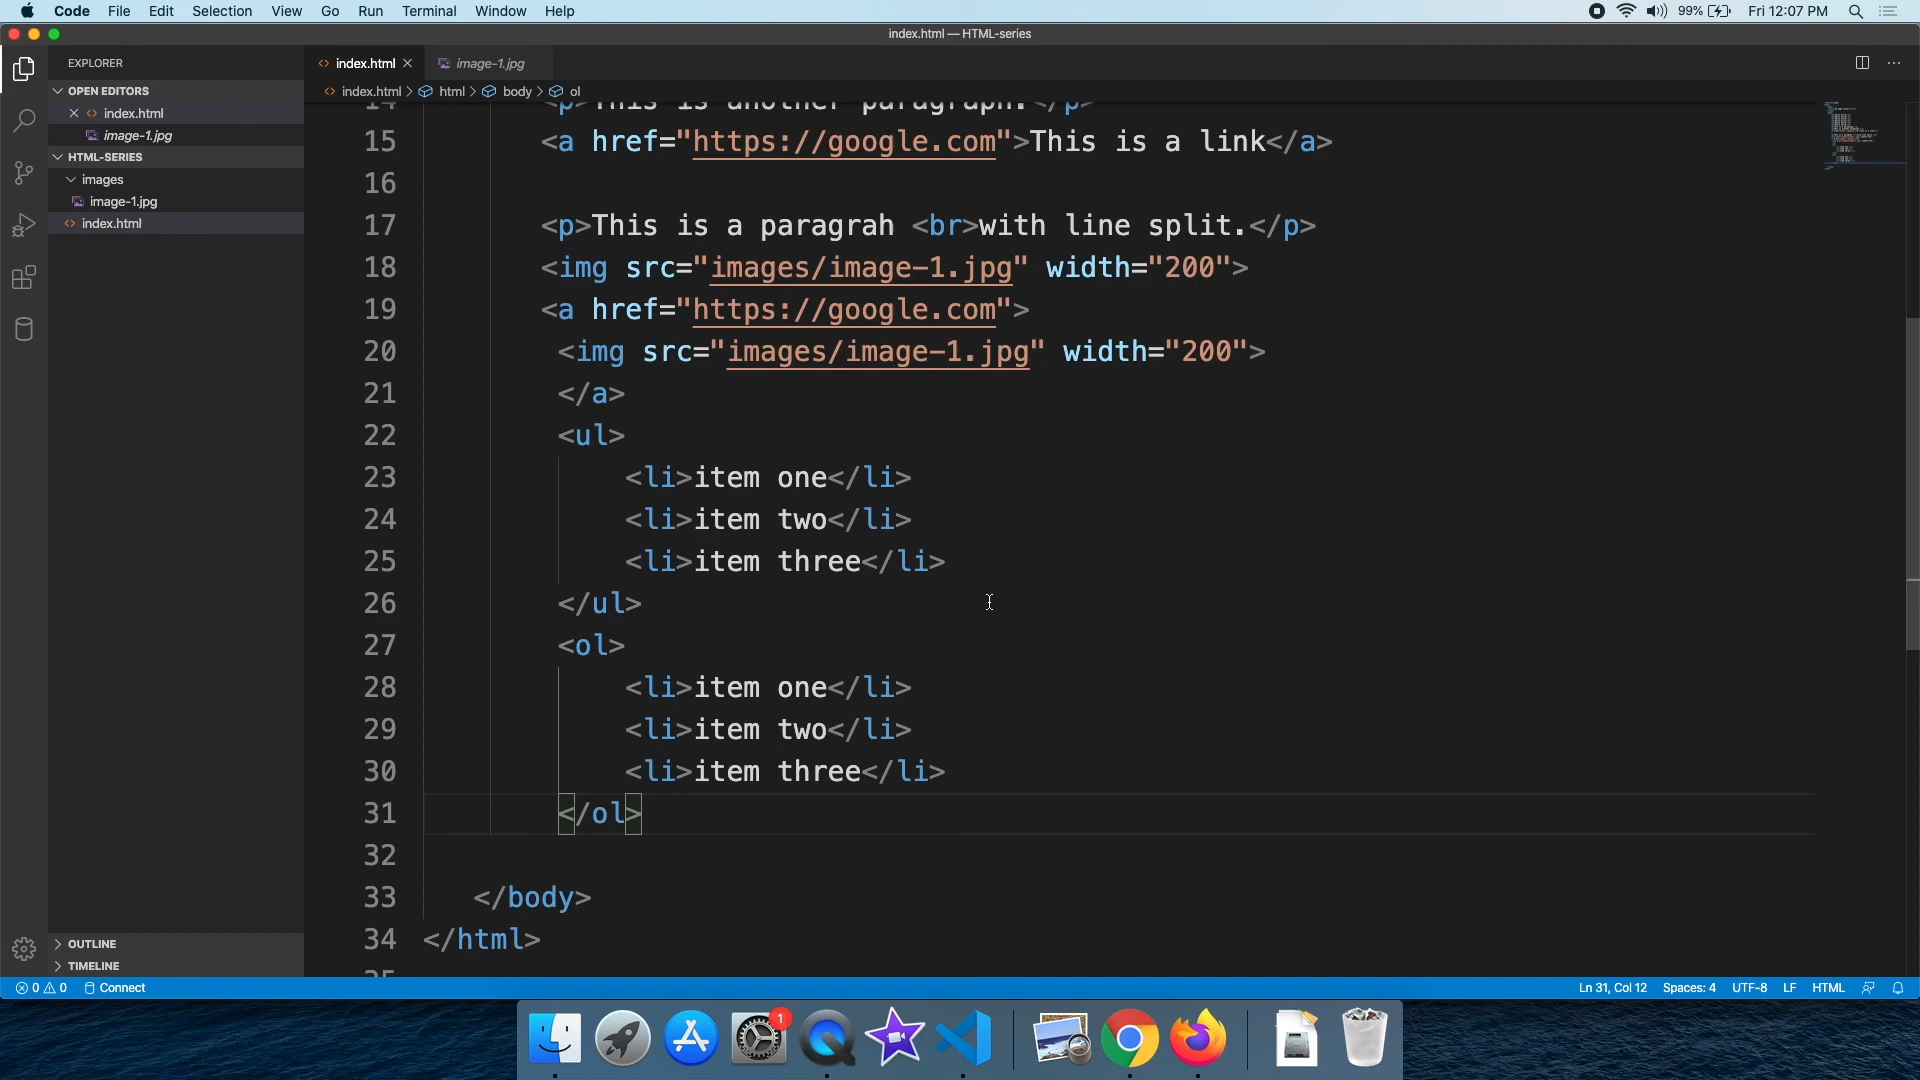 Code File Edit Selection View Go Run Terminal Window Help 99% Fri 12:07 PM
index.html — HTML-series
EXPLORER
OPEN EDITORS
index.html
image-1.jpg
HTML-SERIES
images
image-1.jpg
index.html
OUTLINE
TIMELINE
index.html image-1.jpg
index.html > html > body > ol
14 <p>This is another paragraph.</p>
15 <a href="https://google.com">This is a link</a>
16
17 <p>This is a paragrah <br>with line split.</p>
18 <img src="images/image-1.jpg" width="200">
19 <a href="https://google.com">
20 <img src="images/image-1.jpg" width="200">
21 </a>
22 <ul>
23 <li>item one</li>
24 <li>item two</li>
25 <li>item three</li>
26 </ul>
27 <ol>
28 <li>item one</li>
29 <li>item two</li>
30 <li>item three</li>
31 </ol>
32
33 </body>
34 </html>
35
0 0 Connect Ln 31, Col 12 Spaces: 4 UTF-8 LF HTML
1